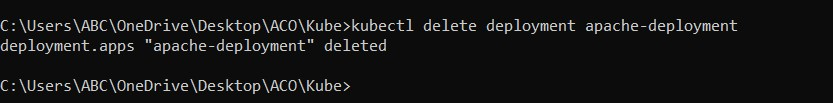 C:\Users\ABC\OneDrive\Desktop\ACO\Kube>kubectl delete deployment apache-deployment
deployment.apps "apache-deployment" deleted
C:\Users\ABC\OneDrive\Desktop\ACO\Kube>